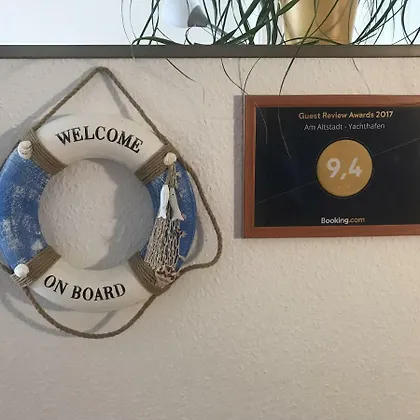 WELCOME
ON BOARD
Guest Review Awards 2017
Am Altstadt - Yachthafen
9,4
Booking.com